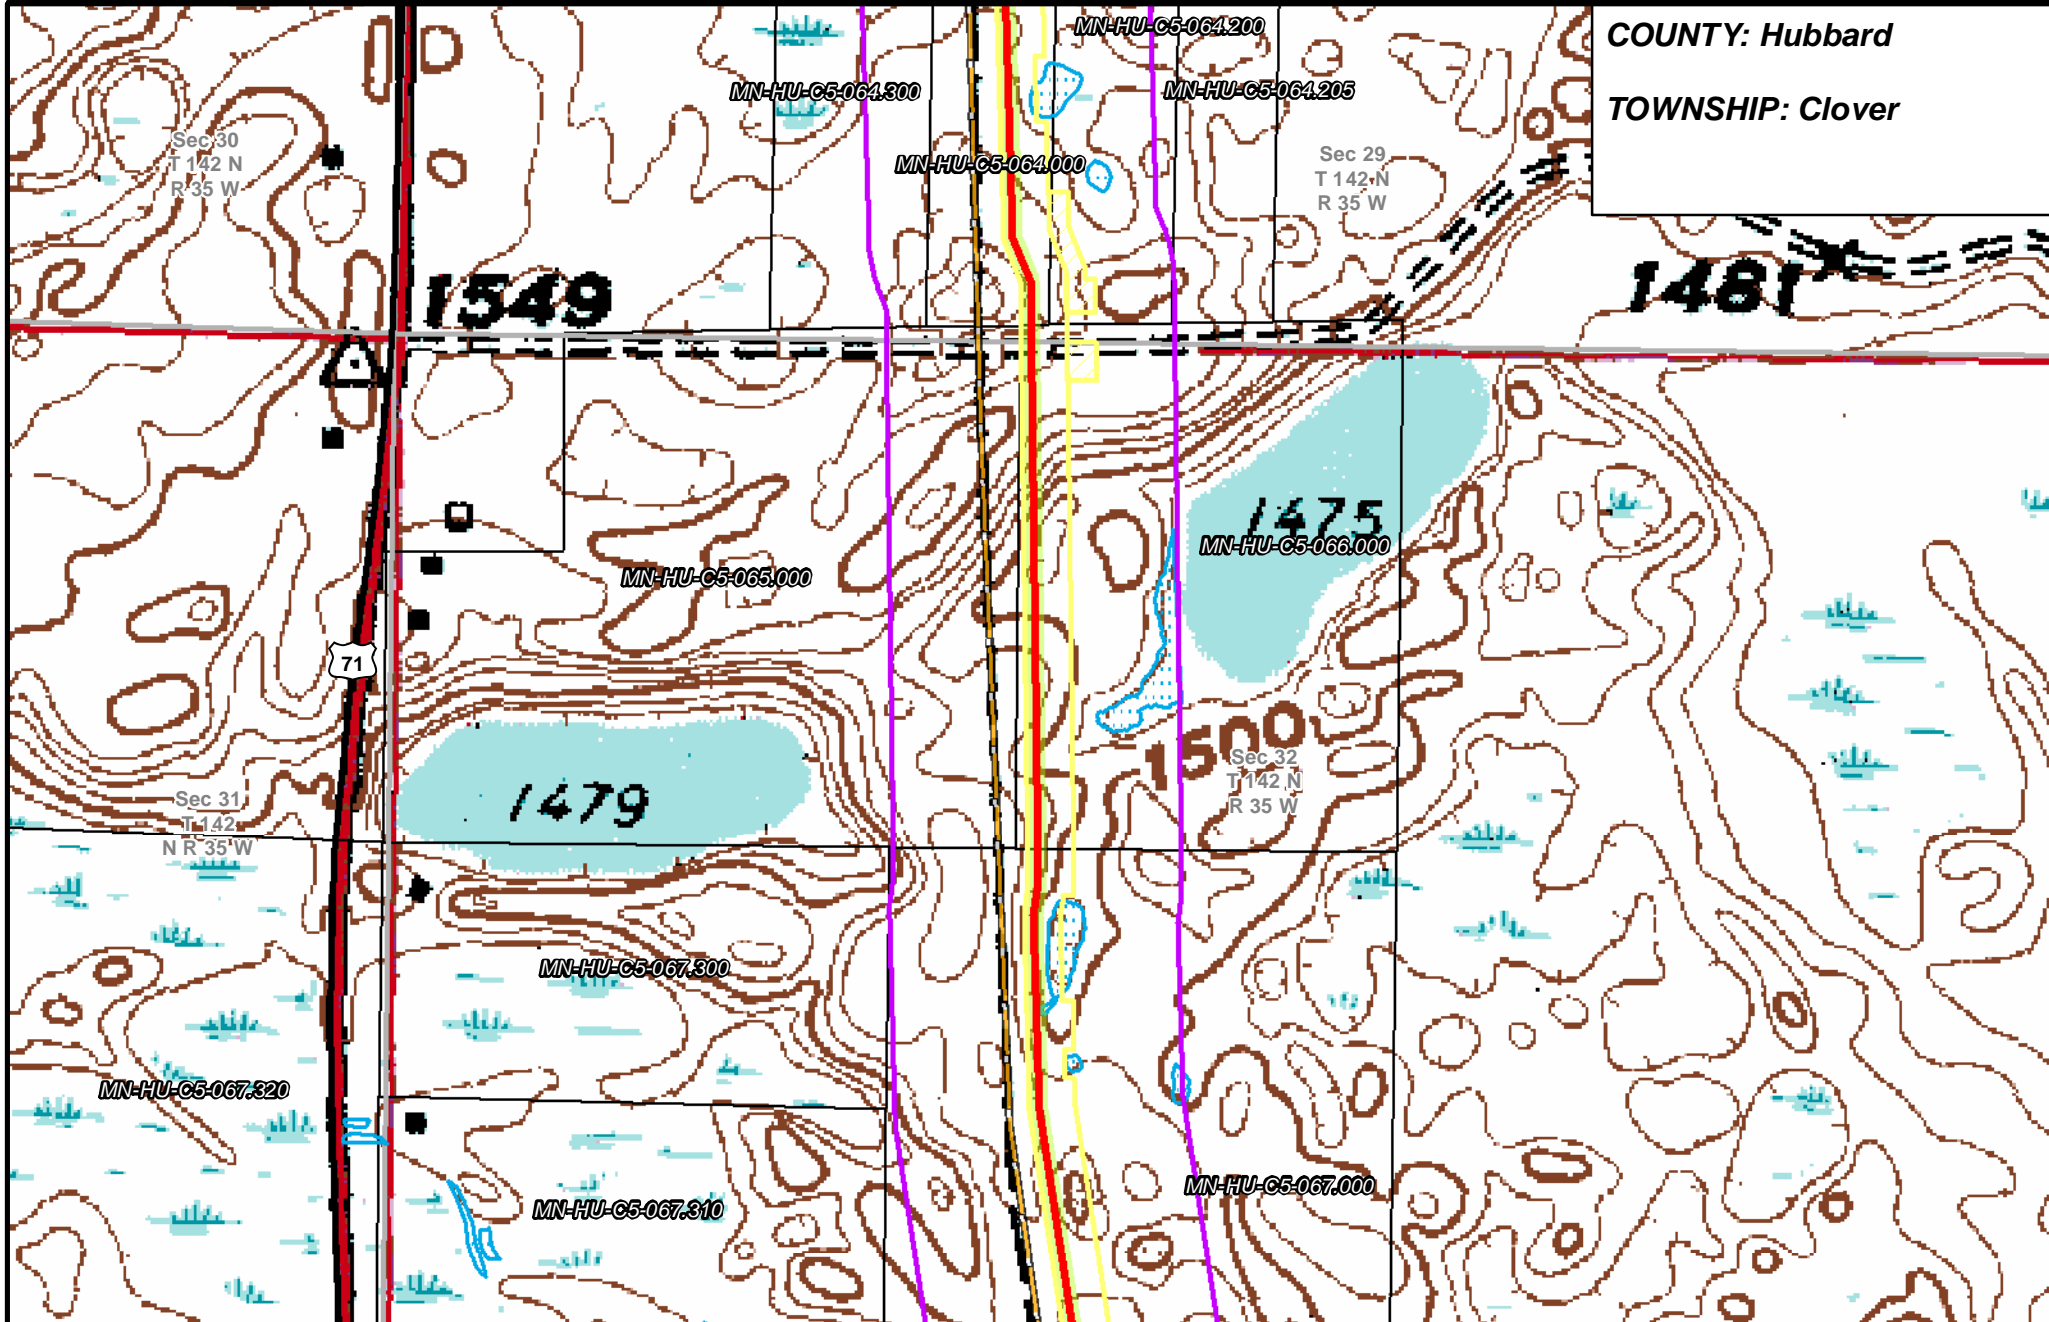 MN-HU-C5-064.200
COUNTY: Hubbard
MN-HU-C5-064.300
MN-HU-C5-064.205
TOWNSHIP: Clover
Sec 30
T 142 N
R 35 W
MN-HU-C5-064.000
Sec 29
T 142 N
R 35 W
1549
1481
1475
MN-HU-C5-066.000
MN-HU-C5-065.000
71
1500
Sec 32
T 142 N
R 35 W
1479
Sec 31
T 142
N R 35 W
MN-HU-C5-067.300
MN-HU-C5-067.320
MN-HU-C5-067.000
MN-HU-C5-067.310